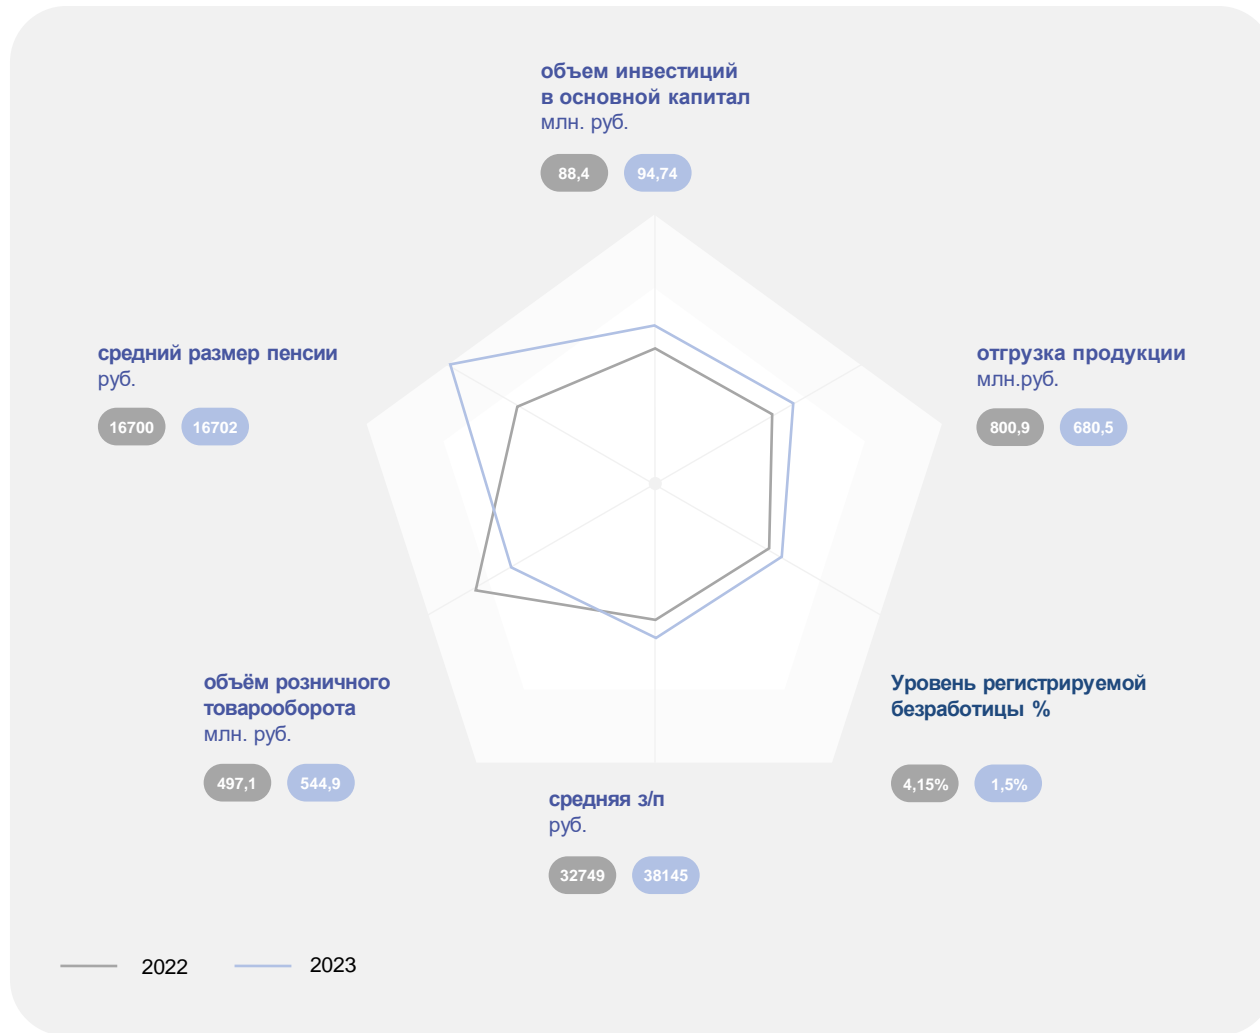 объем инвестиций
в основной капитал
млн. руб.
88,4 94,74
средний размер пенсии
руб.
16700 16702
отгрузка продукции
млн.руб.
800,9 680,5
объём розничного
товарооборота
млн. руб.
497,1 544,9
Уровень регистрируемой
безработицы %
4,15% 1,5%
средняя з/п
руб.
32749 38145
2022 2023